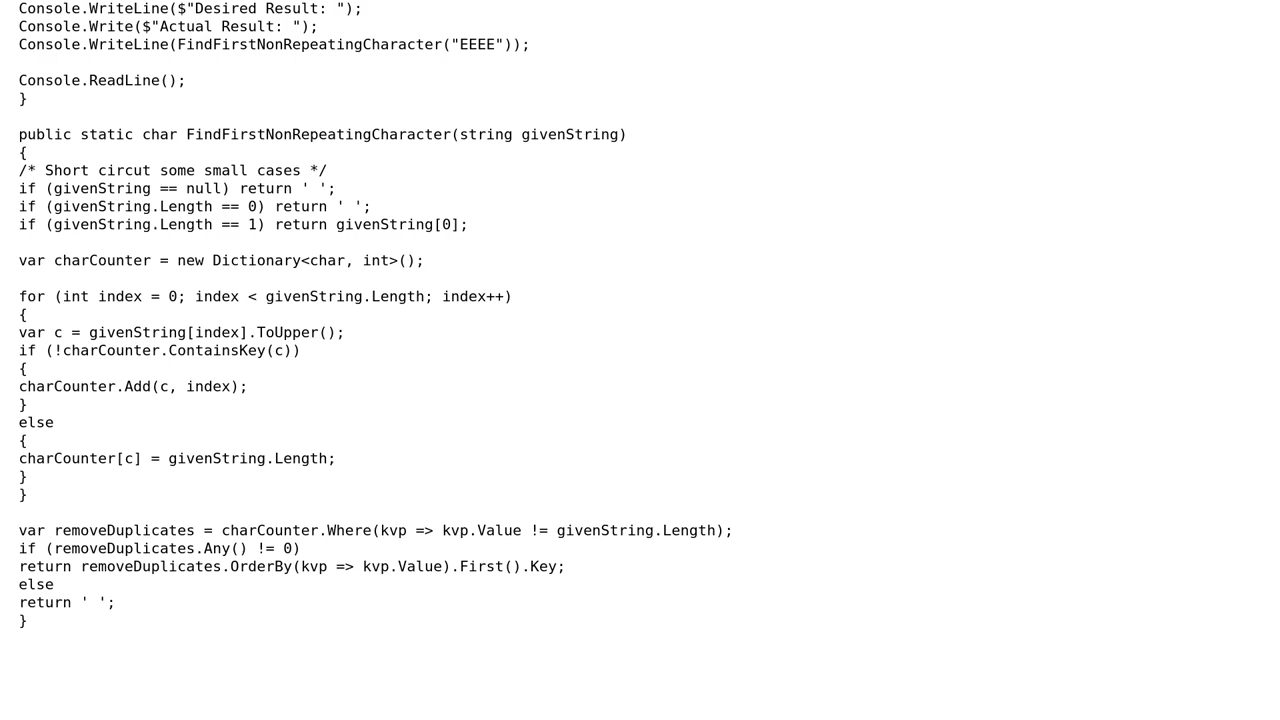 Console.WriteLine($"Desired Result: ");
Console.Write($"Actual Result: ");
Console.WriteLine(FindFirstNonRepeatingCharacter("EEEE"));
Console.ReadLine();
}
public static char FindFirstNonRepeatingCharacter(string givenString)
{
/* Short circut some small cases */
if (givenString == null) return ' ';
if (givenString.Length == 0) return ' ';
if (givenString.Length == 1) return givenString[0];
var charCounter = new Dictionary<char, int>();
for (int index = 0; index < givenString.Length; index++)
{
var c = givenString[index].ToUpper();
if (!charCounter.ContainsKey(c))
{
charCounter.Add(c, index);
}
else
{
charCounter[c] = givenString.Length;
}
}
var removeDuplicates = charCounter.Where(kvp => kvp.Value != givenString.Length);
if (removeDuplicates.Any() != 0)
return removeDuplicates.OrderBy(kvp => kvp.Value).First().Key;
else
return ' ';
}